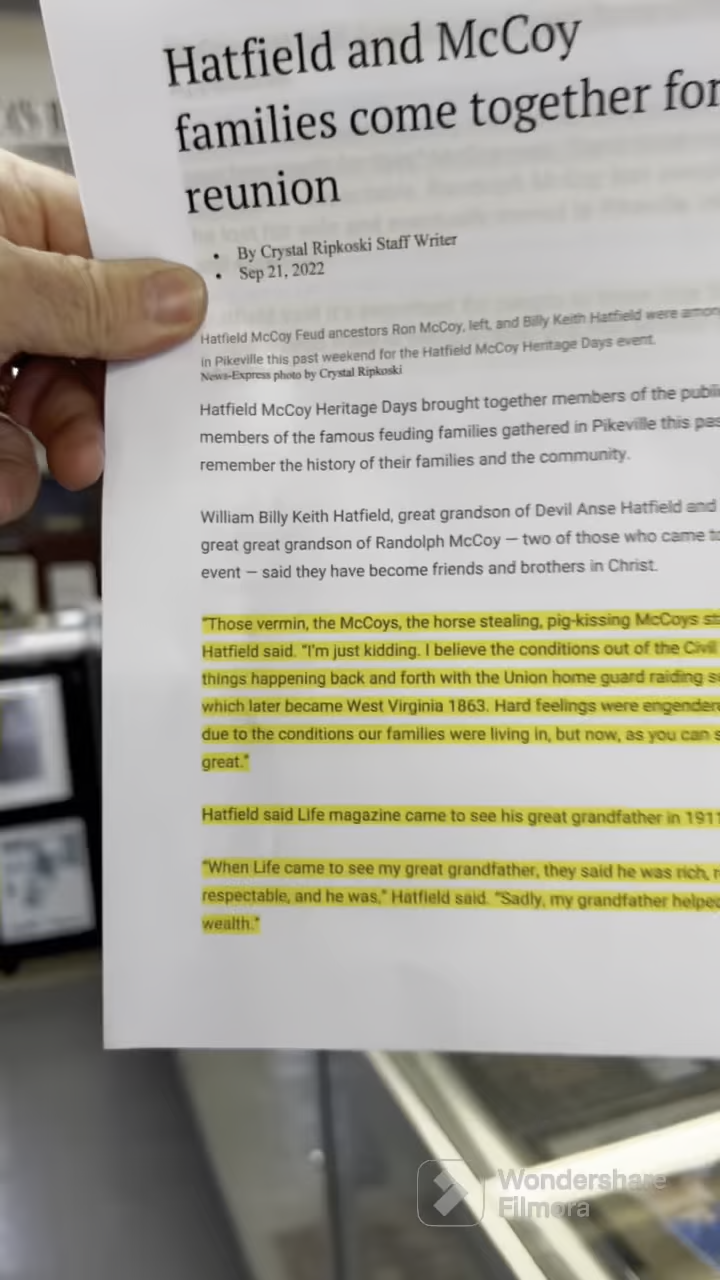 Hatfield and McCoy
families come together for
reunion
• By Crystal Ripkoski Staff Writer
• Sep 21, 2022
Hatfield McCoy Feud ancestors Ron McCoy, left, and Billy Keith Hatfield were
in Pikeville this past weekend for the Hatfield McCoy Heritage Days event.
News-Express photo by Crystal Ripkoski
Hatfield McCoy Heritage Days brought together members of the
members of the famous feuding families gathered in Pikeville this
remember the history of their families and the community.
William Billy Keith Hatfield, great grandson of Devil Anse Hatfield and
great great grandson of Randolph McCoy — two of those who came
event — said they have become friends and brothers in Christ.
"Those vermin, the McCoys, the horse stealing, pig-kissing McCoys
Hatfield said. "I'm just kidding. I believe the conditions out of the Civil
things happening back and forth with the Union home guard raiding
which later became West Virginia 1863. Hard feelings were
due to the conditions our families were living in, but now, as you can
great."
Hatfield said Life magazine came to see his great grandfather in 1911
"When Life came to see my great grandfather, they said he was rich,
respectable, and he was," Hatfield said. "Sadly, my grandfather helped
wealth."
Wondershare
Filmora